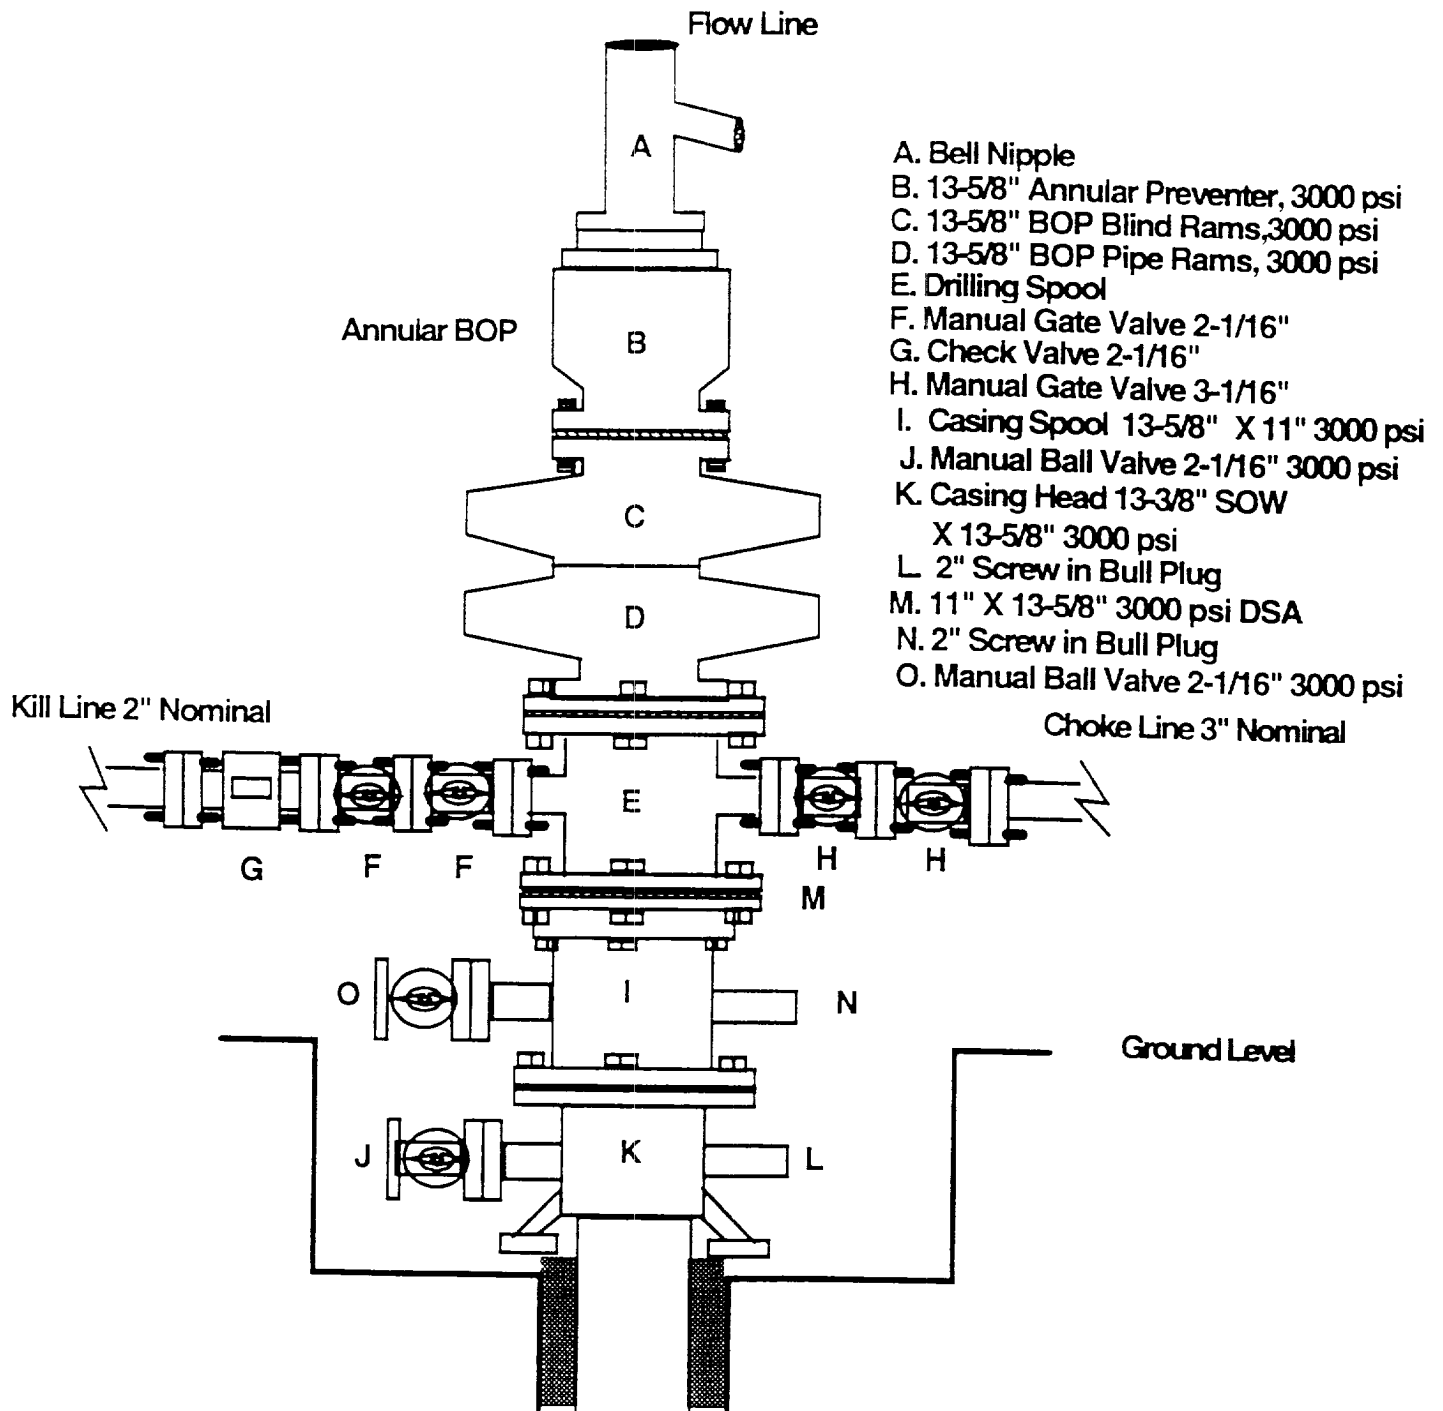 Flow Line
A
A. Bell Nipple
B. 13-5/8" Annular Preventer, 3000 psi
C. 13-5/8" BOP Blind Rams,3000 psi
D. 13-5/8" BOP Pipe Rams, 3000 psi
E. Drilling Spool
F. Manual Gate Valve 2-1/16"
G. Check Valve 2-1/16"
H. Manual Gate Valve 3-1/16"
I. Casing Spool 13-5/8" X 11" 3000 psi
J. Manual Ball Valve 2-1/16" 3000 psi
K. Casing Head 13-3/8" SOW
X 13-5/8" 3000 psi
L. 2" Screw in Bull Plug
M. 11" X 13-5/8" 3000 psi DSA
N. 2" Screw in Bull Plug
O. Manual Ball Valve 2-1/16" 3000 psi
Annular BOP
B
C
D
Kill Line 2" Nominal
Choke Line 3" Nominal
E
G
F
F
H
H
M
O
I
N
Ground Level
J
K
L